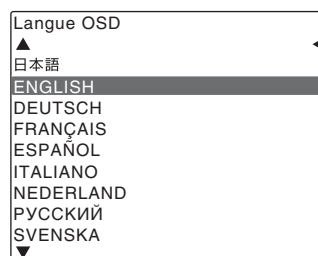 Langue OSD
▲
日本語
ENGLISH
DEUTSCH
FRANÇAIS
ESPAÑOL
ITALIANO
NEDERLAND
РУССКИЙ
SVENSKA
▼